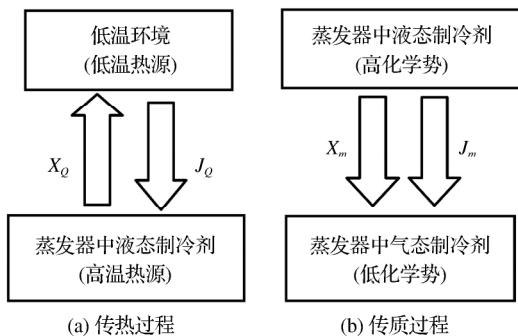 低温环境
(低温热源)
X_Q
J_Q
蒸发器中液态制冷剂
(高温热源)
(a) 传热过程
蒸发器中液态制冷剂
(高化学势)
X_m
J_m
蒸发器中气态制冷剂
(低化学势)
(b) 传质过程